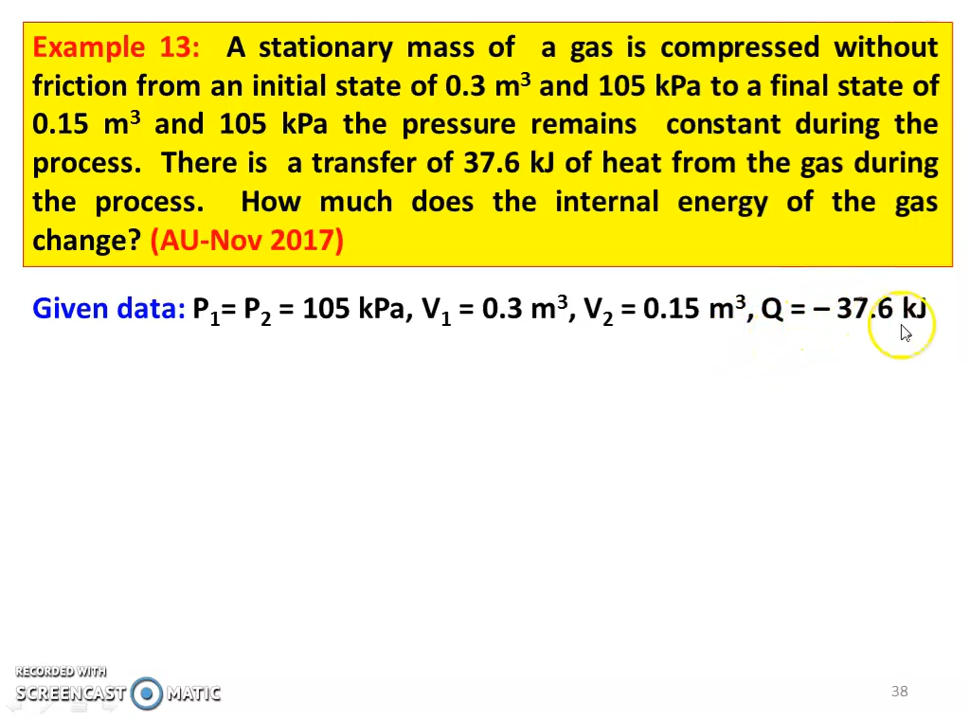 Example 13: A stationary mass of a gas is compressed without
friction from an initial state of 0.3 m³ and 105 kPa to a final state of
0.15 m³ and 105 kPa the pressure remains constant during the
process. There is a transfer of 37.6 kJ of heat from the gas during
the process. How much does the internal energy of the gas
change? (AU-Nov 2017)
Given data: P₁= P₂ = 105 kPa, V₁ = 0.3 m³, V₂ = 0.15 m³, Q = – 37.6 kJ
RECORDED WITH
SCREENCAST MATIC
38